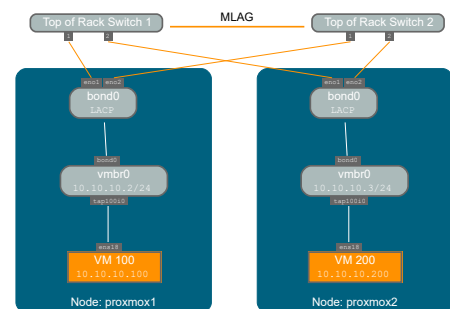 Top of Rack Switch 1
MLAG
Top of Rack Switch 2
1
2
1
2
eno1
eno2
eno1
eno2
bond0
LACP
bond0
LACP
bond0
bond0
vmbr0
10.10.10.2/24
vmbr0
10.10.10.3/24
tap100i0
tap100i0
ens18
ens18
VM 100
10.10.10.100
VM 200
10.10.10.200
Node: proxmox1
Node: proxmox2